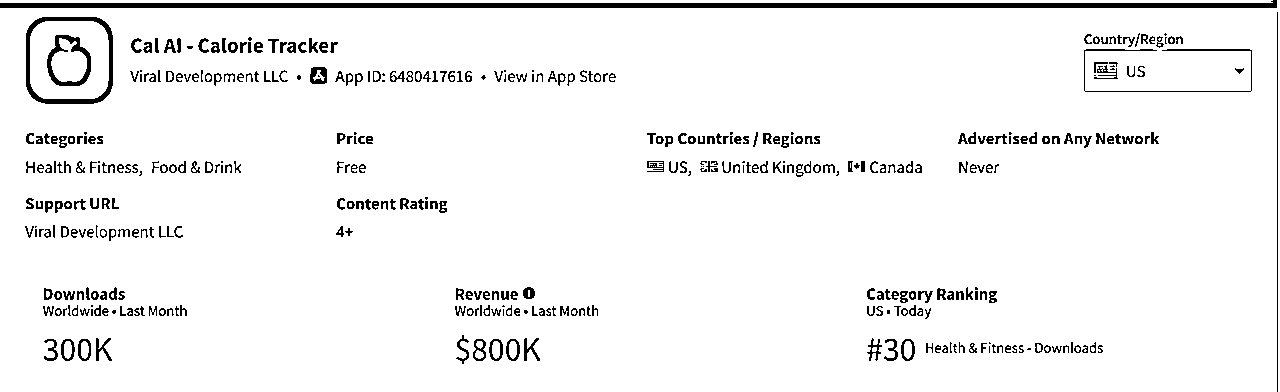 Cal AI - Calorie Tracker
Viral Development LLC • App ID: 6480417616 • View in App Store
Country/Region
US
Categories
Health & Fitness, Food & Drink
Price
Free
Top Countries / Regions
US, United Kingdom, Canada
Advertised on Any Network
Never
Support URL
Viral Development LLC
Content Rating
4+
Downloads
Worldwide • Last Month
300K
Revenue
Worldwide • Last Month
$800K
Category Ranking
US • Today
#30 Health & Fitness - Downloads